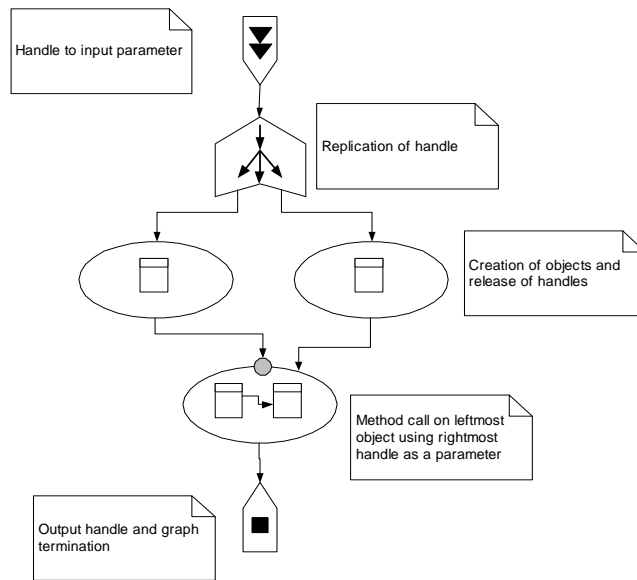 Handle to input parameter
Replication of handle
Creation of objects and
release of handles
Method call on leftmost
object using rightmost
handle as a parameter
Output handle and graph
termination